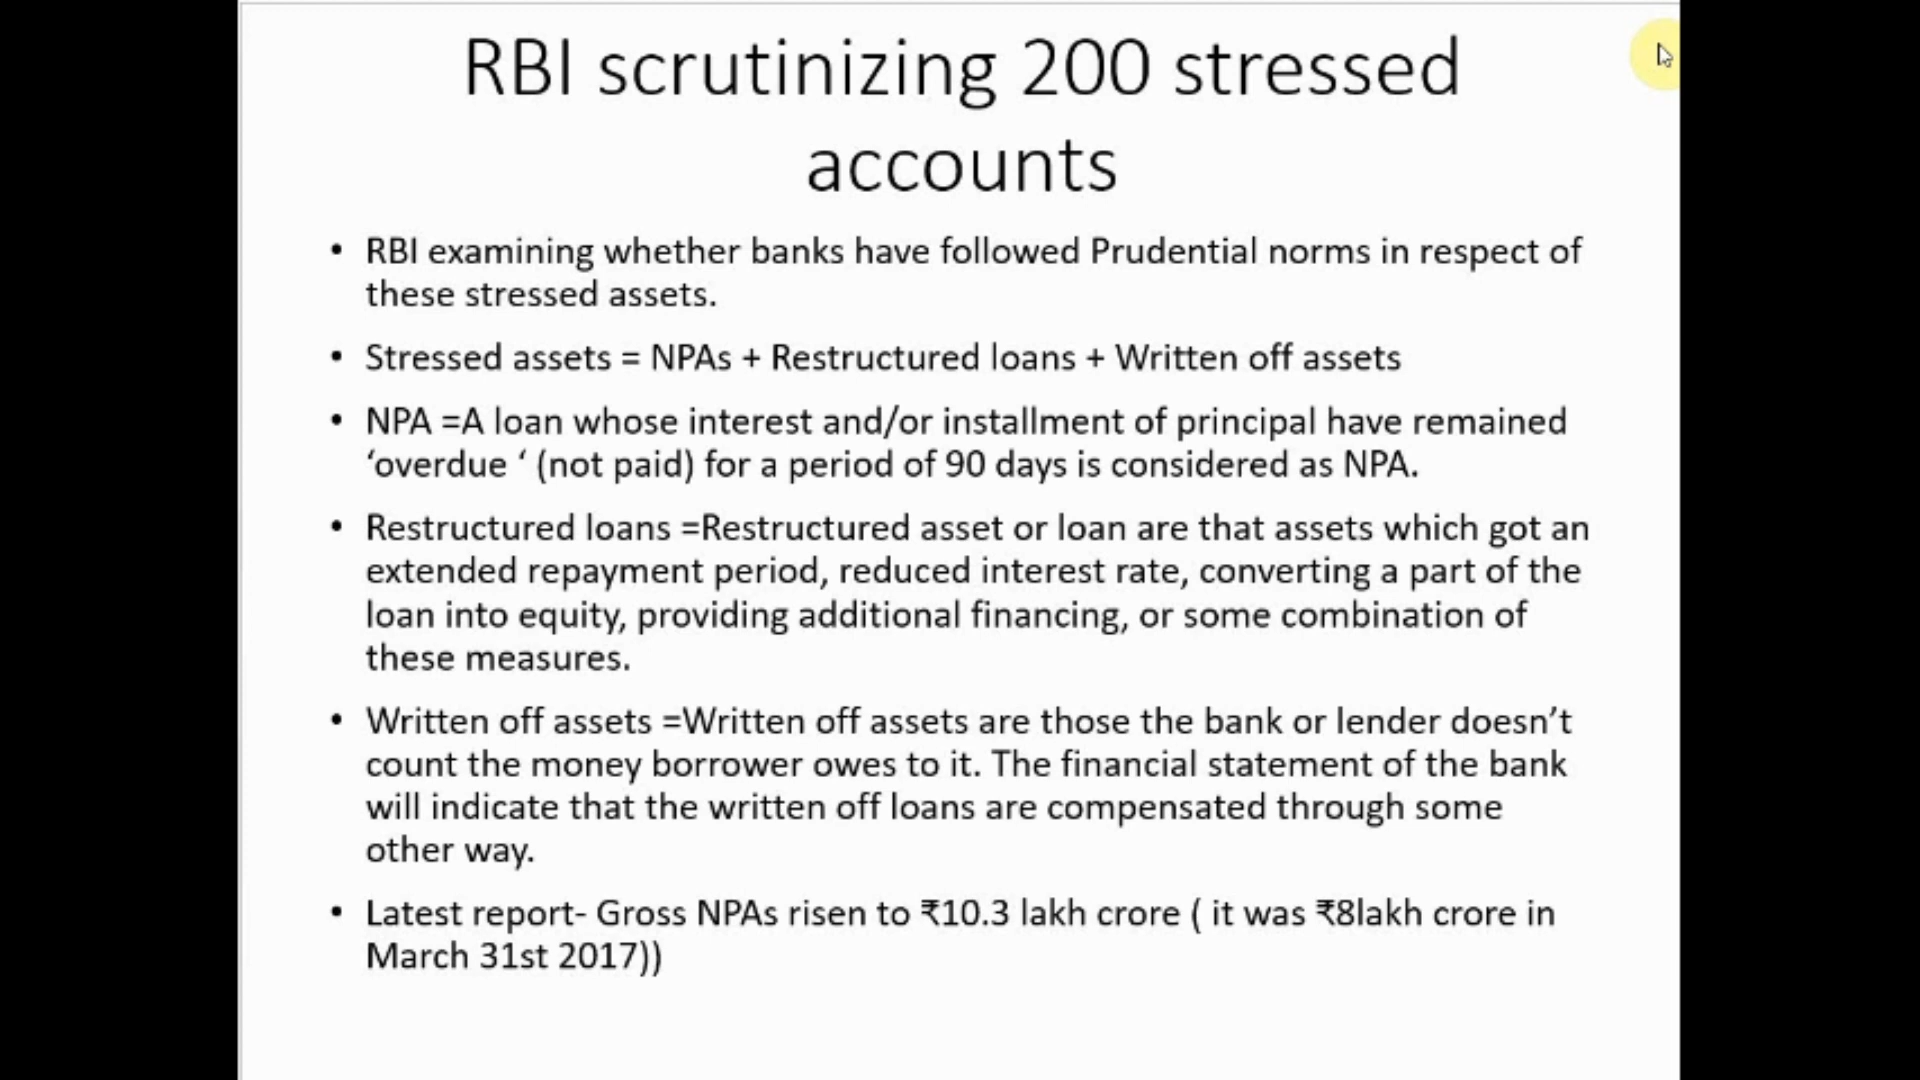 RBI scrutinizing 200 stressed
accounts
• RBI examining whether banks have followed Prudential norms in respect of
these stressed assets.
• Stressed assets = NPAs + Restructured loans + Written off assets
• NPA =A loan whose interest and/or installment of principal have remained
‘overdue ‘ (not paid) for a period of 90 days is considered as NPA.
• Restructured loans =Restructured asset or loan are that assets which got an
extended repayment period, reduced interest rate, converting a part of the
loan into equity, providing additional financing, or some combination of
these measures.
• Written off assets =Written off assets are those the bank or lender doesn’t
count the money borrower owes to it. The financial statement of the bank
will indicate that the written off loans are compensated through some
other way.
• Latest report- Gross NPAs risen to ₹10.3 lakh crore ( it was ₹8lakh crore in
March 31st 2017))